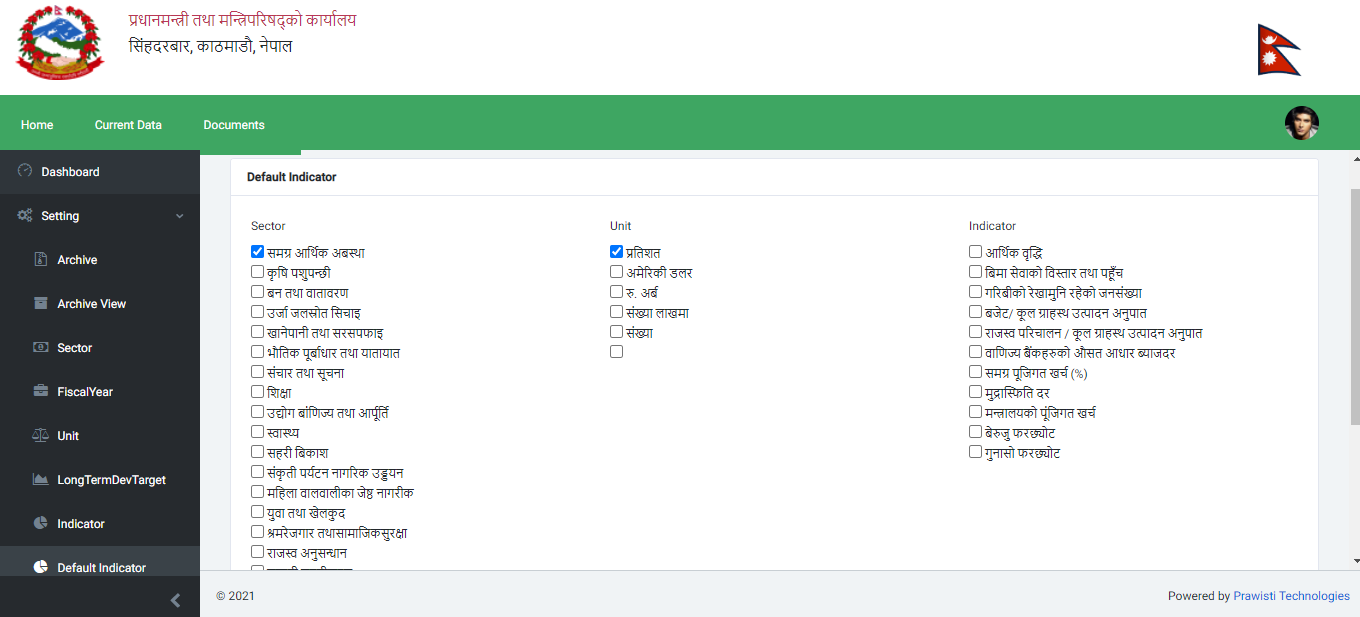 प्रधानमन्त्री तथा मन्त्रिपरिषद्को कार्यालय
सिंहदरबार, काठमाडौ, नेपाल
Home
Current Data
Documents
Dashboard
Setting
Archive
Archive View
Sector
FiscalYear
Unit
LongTermDevTarget
Indicator
Default Indicator
Default Indicator
Sector
समग्र आर्थिक अबस्था
कृषि पशुपन्छी
बन तथा वातावरण
उर्जा जलस्रोत सिचाइ
खानेपानी तथा सरसपफाइ
भौतिक पूर्बाधार तथा यातायात
संचार तथा सूचना
शिक्षा
उद्योग बांणिज्य तथा आर्पूर्ति
स्वास्थ्य
सहरी बिकाश
संकृती पर्यटन नागरिक उड्डयन
महिला वालवालीका जेष्ठ नागरीक
युवा तथा खेलकुद
श्रमरेजगार तथासामाजिकसुरक्षा
राजस्व अनुसन्धान
Unit
प्रतिशत
अमेरिकी डलर
रु. अर्ब
संख्या लाखमा
संख्या
Indicator
आर्थिक वृद्धि
बिमा सेवाको विस्तार तथा पहूँच
गरिबीको रेखामुनि रहेको जनसंख्या
बजेट/ कूल ग्राहस्थ उत्पादन अनुपात
राजस्व परिचालन / कूल ग्राहस्थ उत्पादन अनुपात
वाणिज्य बैंकहरुको औसत आधार ब्याजदर
समग्र पूजिगत खर्च (%)
मुद्रास्फिति दर
मन्त्रालयको पूंजिगत खर्च
बेरुजु फरछ्योट
गुनासो फरछ्योट
© 2021
Powered by Prawisti Technologies